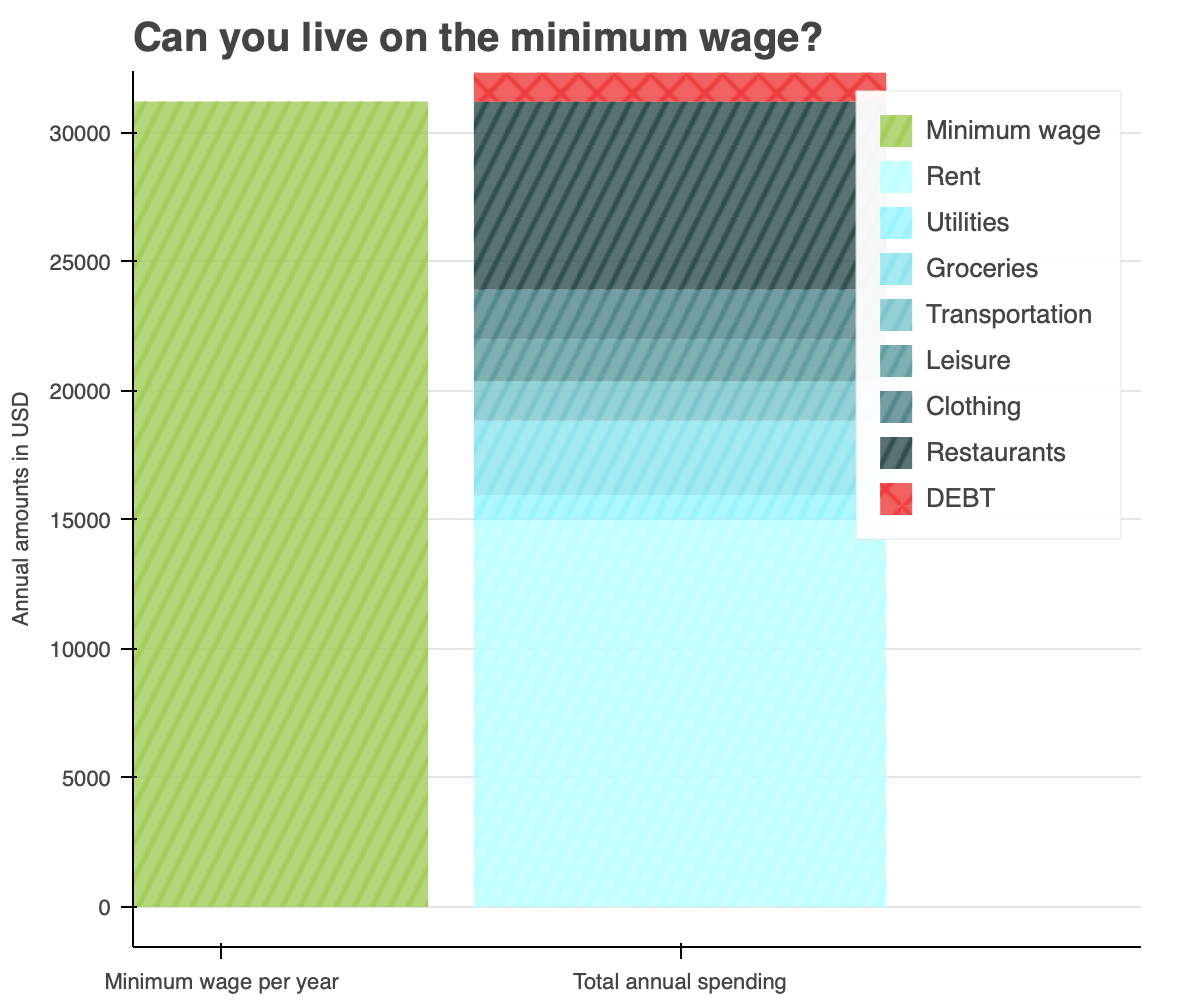 Can you live on the minimum wage?
Annual amounts in USD
30000
25000
20000
15000
10000
5000
0
Minimum wage per year
Total annual spending
Minimum wage
Rent
Utilities
Groceries
Transportation
Leisure
Clothing
Restaurants
DEBT